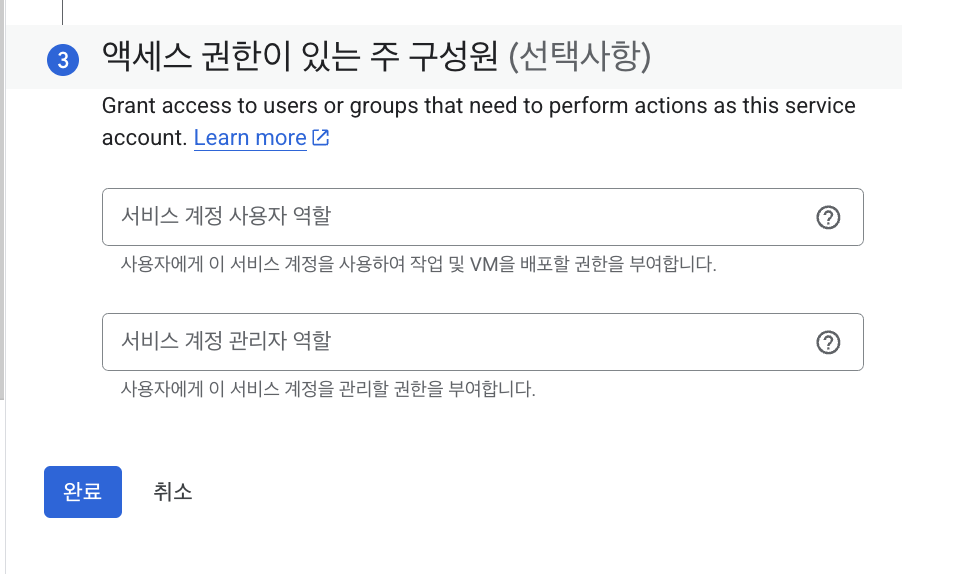 3 액세스 권한이 있는 주 구성원 (선택사항)
Grant access to users or groups that need to perform actions as this service
account. Learn more
서비스 계정 사용자 역할
사용자에게 이 서비스 계정을 사용하여 작업 및 VM을 배포할 권한을 부여합니다.
서비스 계정 관리자 역할
사용자에게 이 서비스 계정을 관리할 권한을 부여합니다.
완료 취소